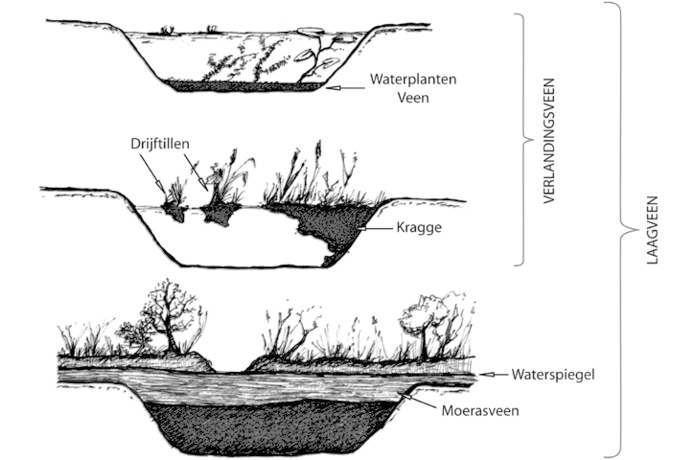 Waterplanten
Veen
Drijftillen
Kragge
Waterspiegel
Moerasveen
VERLANDINGSVEEN
LAAGVEEN